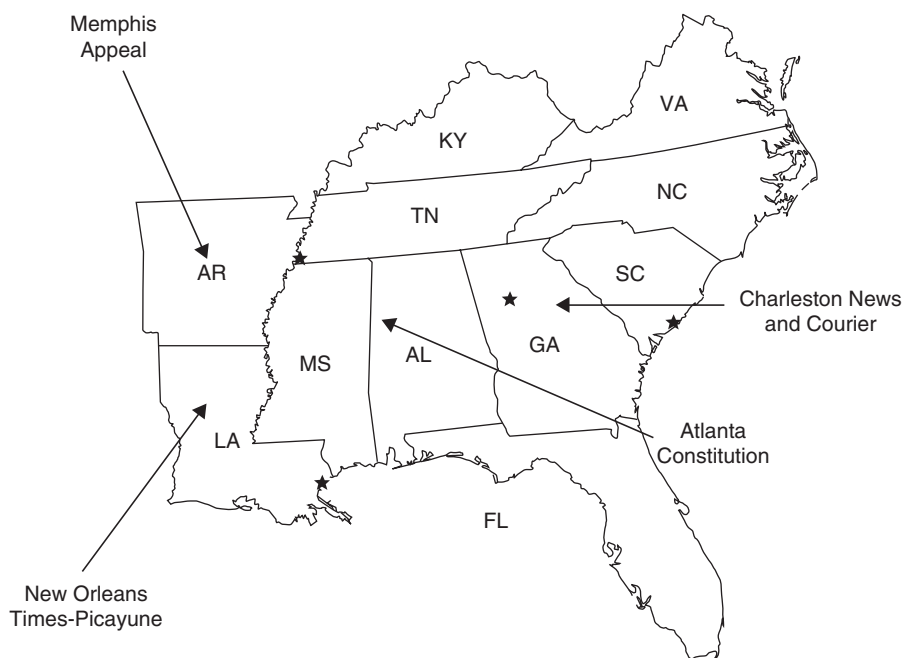 Memphis
Appeal
VA
KY
NC
TN
AR
SC
Charleston News
and Courier
GA
AL
MS
LA
Atlanta
Constitution
FL
New Orleans
Times-Picayune